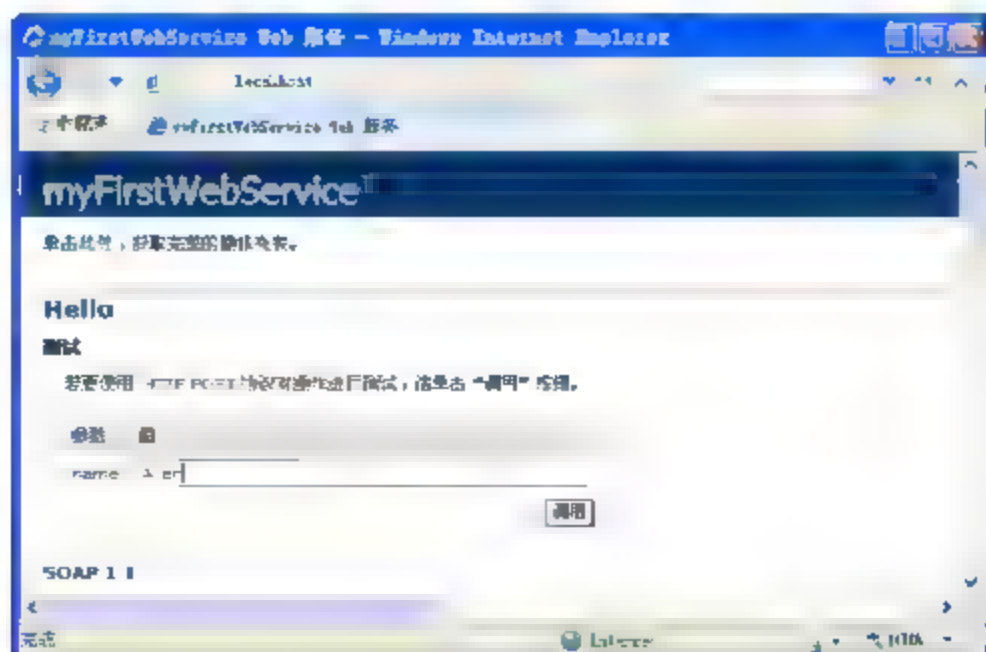 myFirstWebService Web 服务 - Windows Internet Explorer
localhost
myFirstWebService Web 服务
myFirstWebService
单击此处，获取完整的操作列表。
Hello
测试
若要使用 HTTP POST 协议对操作进行测试，请单击“调用”按钮。
参数 值
name:
调用
SOAP 1.1
完成
Internet
100%